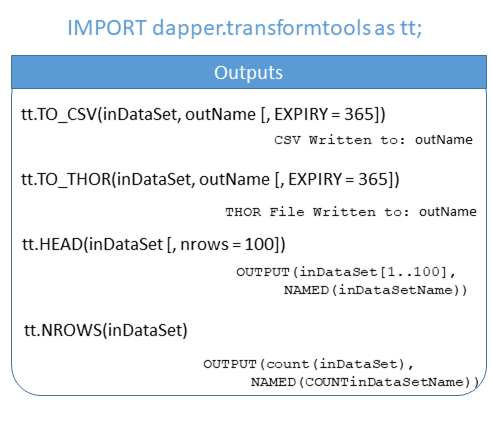 IMPORT dapper.transformtools as tt;
Outputs
tt.TO_CSV(inDataSet, outName [, EXPIRY = 365])
CSV Written to: outName
tt.TO_THOR(inDataSet, outName [, EXPIRY = 365])
THOR File Written to: outName
tt.HEAD(inDataSet [, nrows = 100])
OUTPUT(inDataSet[1..100],
NAMED(inDataSetName))
tt.NROWS(inDataSet)
OUTPUT(count(inDataSet),
NAMED(COUNTinDataSetName))